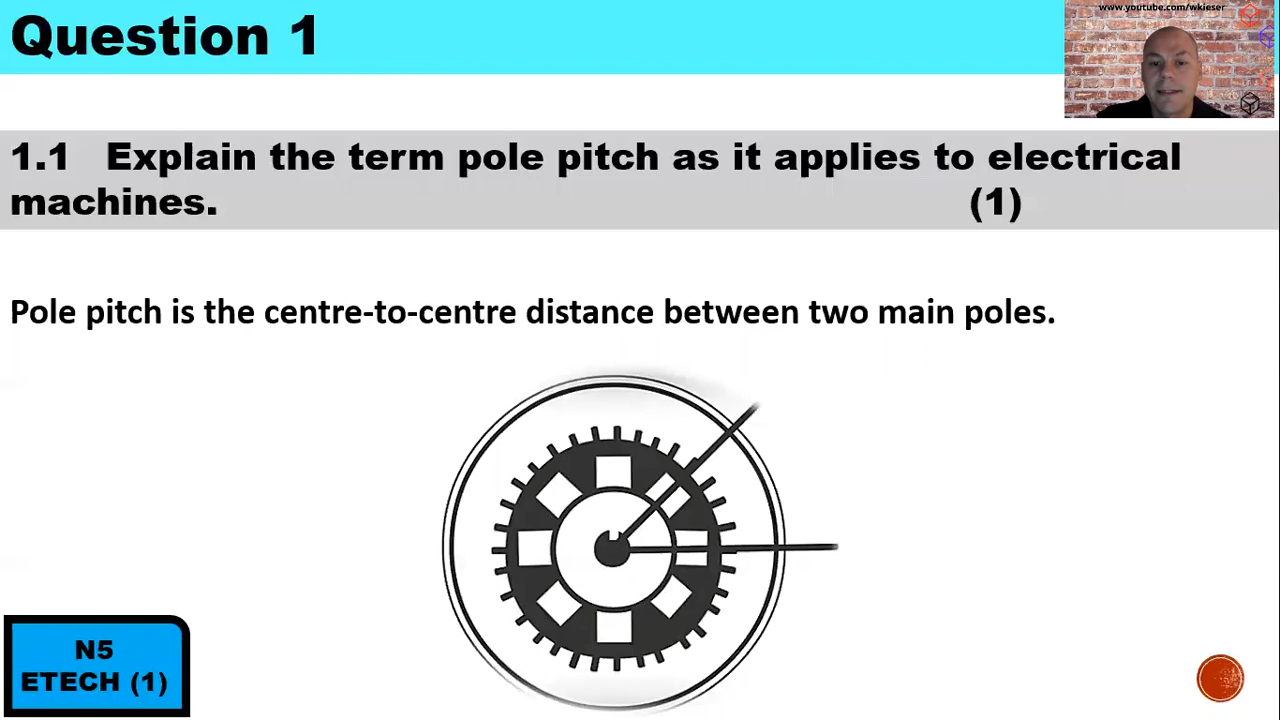 Question 1
www.youtube.com/wkieser
1.1 Explain the term pole pitch as it applies to electrical
machines. (1)
Pole pitch is the centre-to-centre distance between two main poles.
N5
ETECH (1)